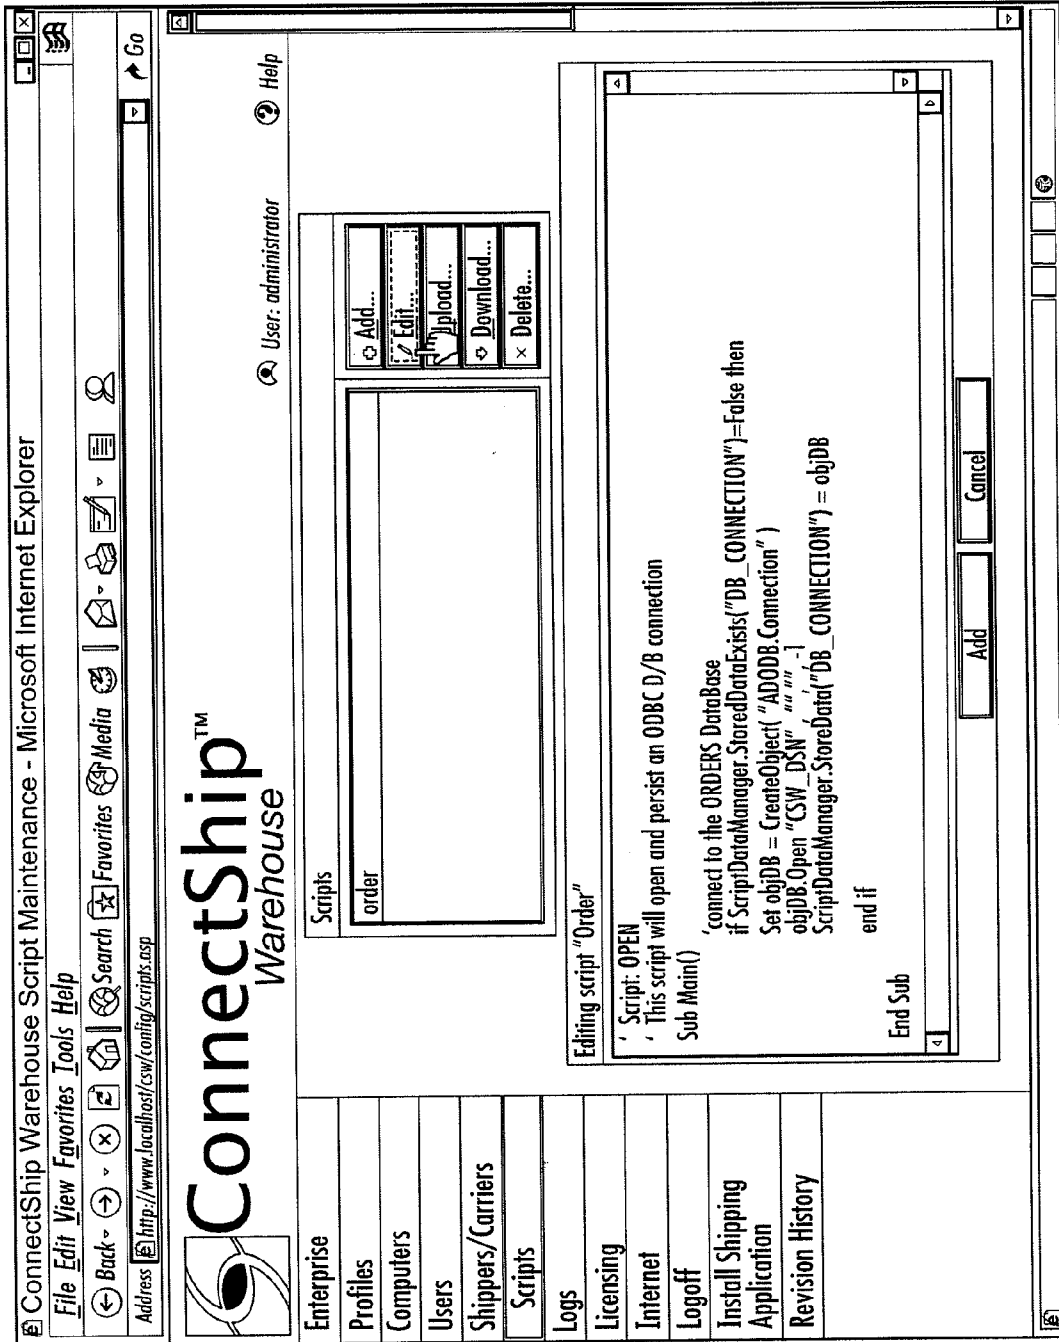 ConnectShip Warehouse Script Maintenance - Microsoft Internet Explorer
File Edit View Favorites Tools Help
Back Search Favorites Media
Address http://www.localhost/csw/config/scripts.asp Go
ConnectShip™
Warehouse
User: administrator Help
Enterprise
Profiles
Computers
Users
Shippers/Carriers
Scripts
Logs
Licensing
Internet
Logoff
Install Shipping
Application
Revision History
Scripts
order
Add...
Edit...
Upload...
Download...
Delete...
Editing script "Order"
' Script: OPEN
' This script will open and persist an ODBC D/B connection
Sub Main()
'connect to the ORDERS DataBase
if ScriptDataManager.StoredDataExists("DB_CONNECTION")=False then
Set objDB = CreateObject( "ADODB.Connection" )
objDB.Open "CSW_DSN" , "" "" , -1
ScriptDataManager.StoreData("DB_CONNECTION") = objDB
end if
End Sub
Add
Cancel